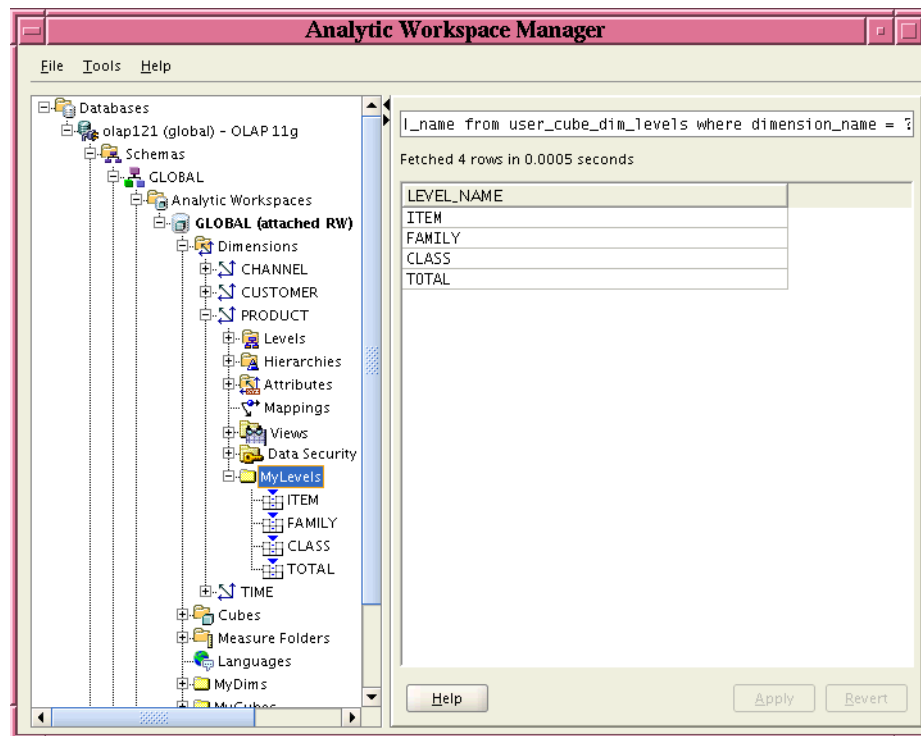 Analytic Workspace Manager
File Tools Help
Databases
olap121 (global) - OLAP 11g
Schemas
GLOBAL
Analytic Workspaces
GLOBAL (attached RW)
Dimensions
CHANNEL
CUSTOMER
PRODUCT
Levels
Hierarchies
Attributes
Mappings
Views
Data Security
MyLevels
ITEM
FAMILY
CLASS
TOTAL
TIME
Cubes
Measure Folders
Languages
MyDims
MyCubes
l_name from user_cube_dim_levels where dimension_name = ?
Fetched 4 rows in 0.0005 seconds
LEVEL_NAME
ITEM
FAMILY
CLASS
TOTAL
Help Apply Revert